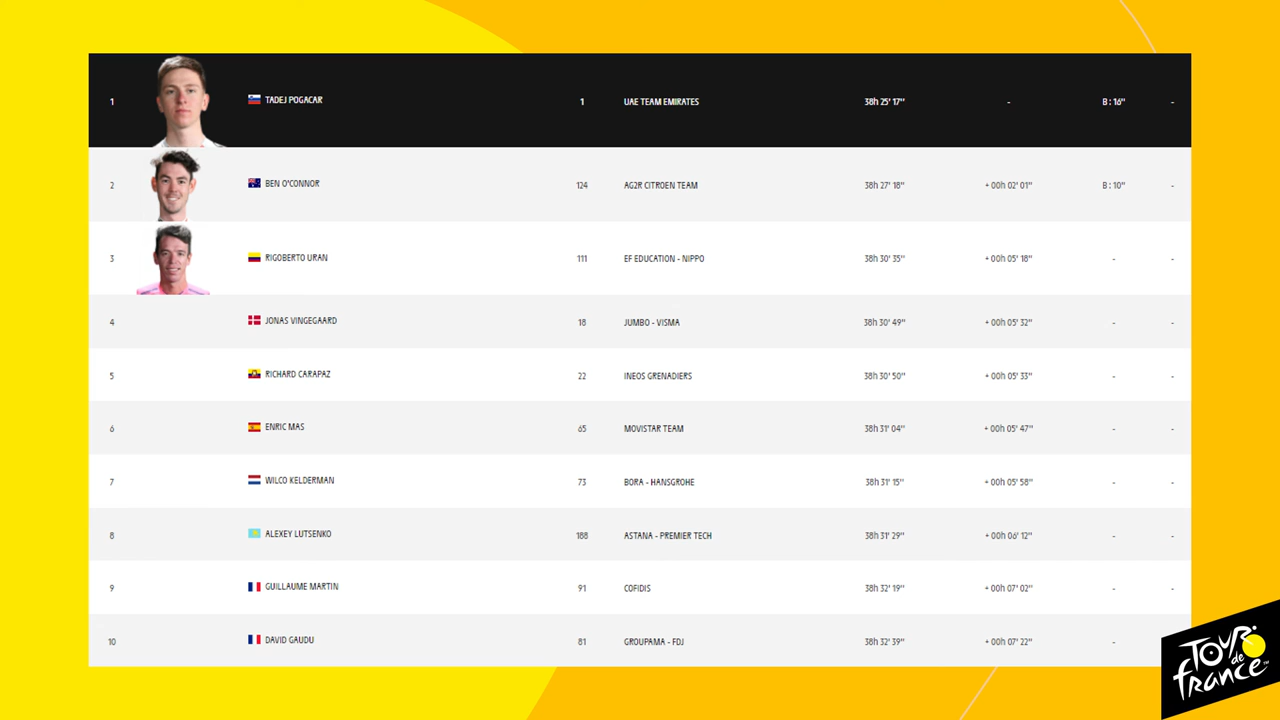 1 TADEJ POGACAR 1 UAE TEAM EMIRATES 38h 25' 17'' - B : 16'' -
2 BEN O'CONNOR 124 AG2R CITROEN TEAM 38h 27' 18'' + 00h 02' 01'' B : 10'' -
3 RIGOBERTO URAN 111 EF EDUCATION - NIPPO 38h 30' 35'' + 00h 05' 18'' - -
4 JONAS VINGEGAARD 18 JUMBO - VISMA 38h 30' 49'' + 00h 05' 32'' - -
5 RICHARD CARAPAZ 22 INEOS GRENADIERS 38h 30' 50'' + 00h 05' 33'' - -
6 ENRIC MAS 65 MOVISTAR TEAM 38h 31' 04'' + 00h 05' 47'' - -
7 WILCO KELDERMAN 73 BORA - HANSGROHE 38h 31' 15'' + 00h 05' 58'' - -
8 ALEXEY LUTSENKO 188 ASTANA - PREMIER TECH 38h 31' 29'' + 00h 06' 12'' - -
9 GUILLAUME MARTIN 91 COFIDIS 38h 32' 19'' + 00h 07' 02'' - -
10 DAVID GAUDU 81 GROUPAMA - FDJ 38h 32' 39'' + 00h 07' 22'' -
TOUR
de
france™